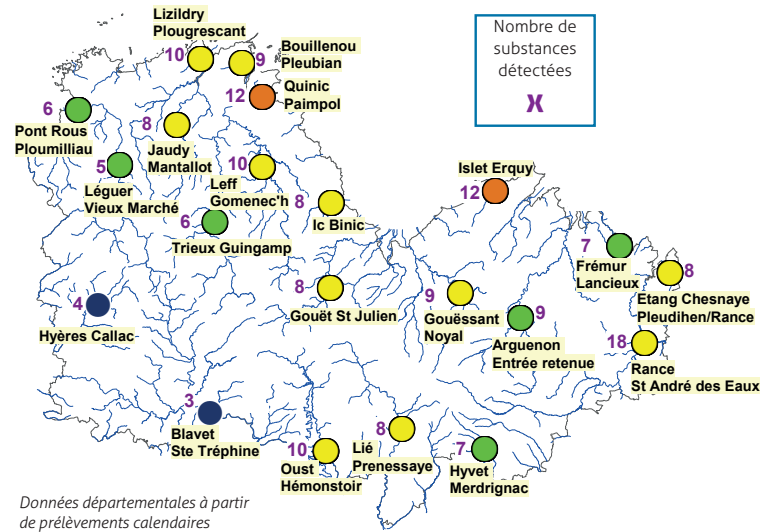 Lizildry
Plougrescant
10
Bouillenou
Pleubian
9
Quinic
Paimpol
12
Nombre de
substances
détectées
X
6
Pont Rous
Ploumilliau
8
Jaudy
Mantallot
5
Léguer
Vieux Marché
10
Leff
Gomenec'h
8
Ic Binic
6
Trieux Guingamp
Islet Erquy
12
7
Frémur
Lancieux
8
Etang Chesnaye
Pleudihen/Rance
4
Hyères Callac
8
Gouët St Julien
9
Gouëssant
Noyal
9
Arguenon
Entrée retenue
18
Rance
St André des Eaux
3
Blavet
Ste Tréphine
10
Oust
Hémonstoir
8
Lié
Prenessaye
7
Hyvet
Merdrignac
Données départementales à partir
de prélèvements calendaires